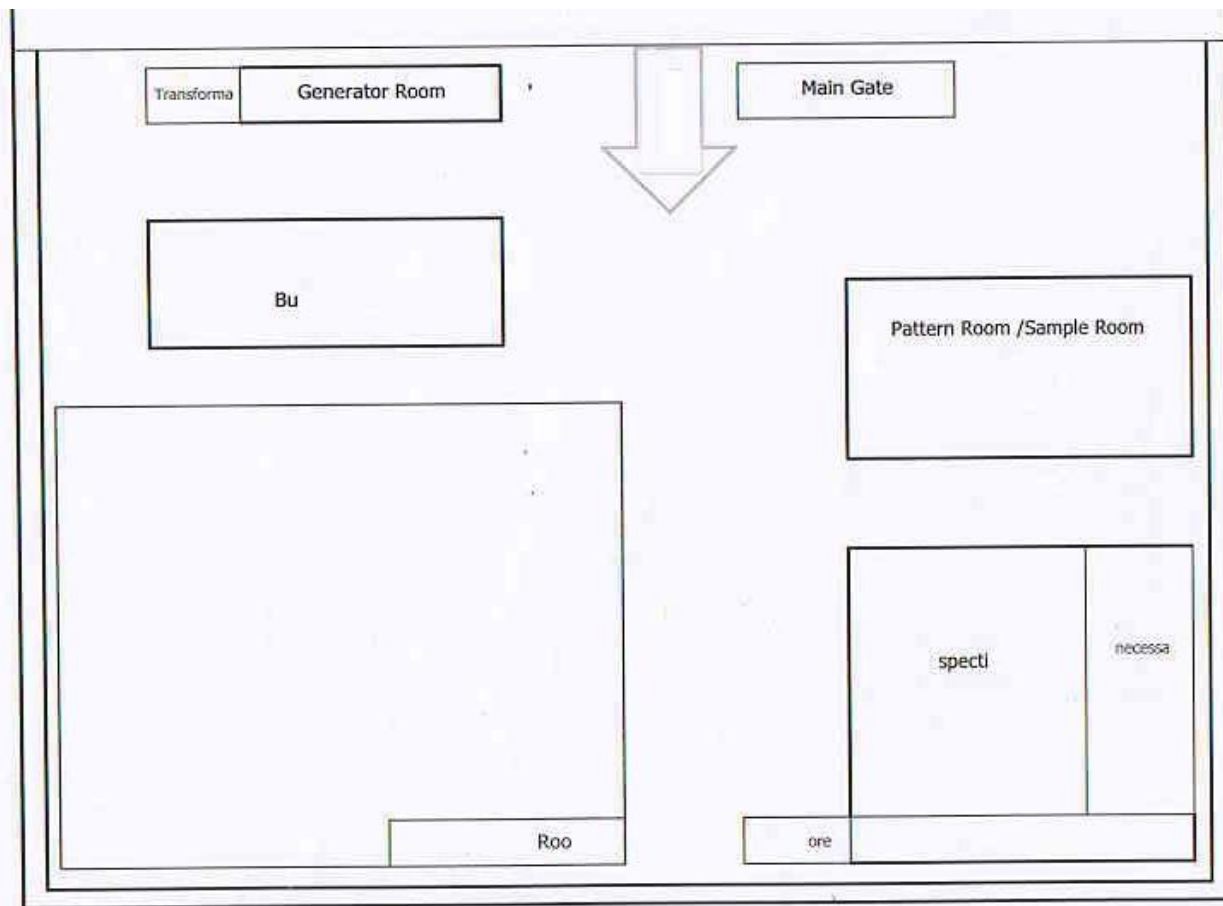 Transforma
Generator Room
Main Gate
Bu
Pattern Room /Sample Room
specti
necessa
Roo
ore